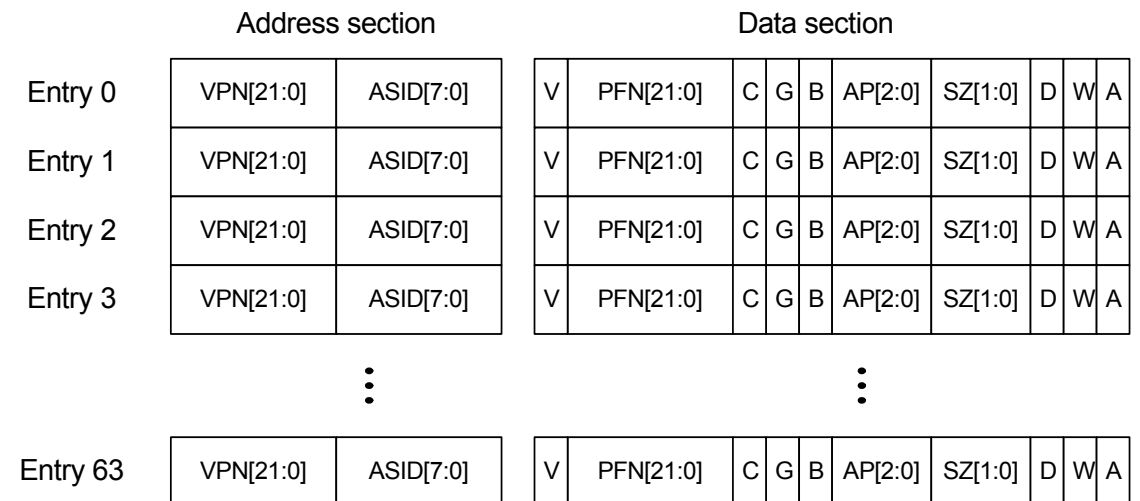 Address section Data section
Entry 0 VPN[21:0] ASID[7:0] V PFN[21:0] C G B AP[2:0] SZ[1:0] D W A
Entry 1 VPN[21:0] ASID[7:0] V PFN[21:0] C G B AP[2:0] SZ[1:0] D W A
Entry 2 VPN[21:0] ASID[7:0] V PFN[21:0] C G B AP[2:0] SZ[1:0] D W A
Entry 3 VPN[21:0] ASID[7:0] V PFN[21:0] C G B AP[2:0] SZ[1:0] D W A
Entry 63 VPN[21:0] ASID[7:0] V PFN[21:0] C G B AP[2:0] SZ[1:0] D W A